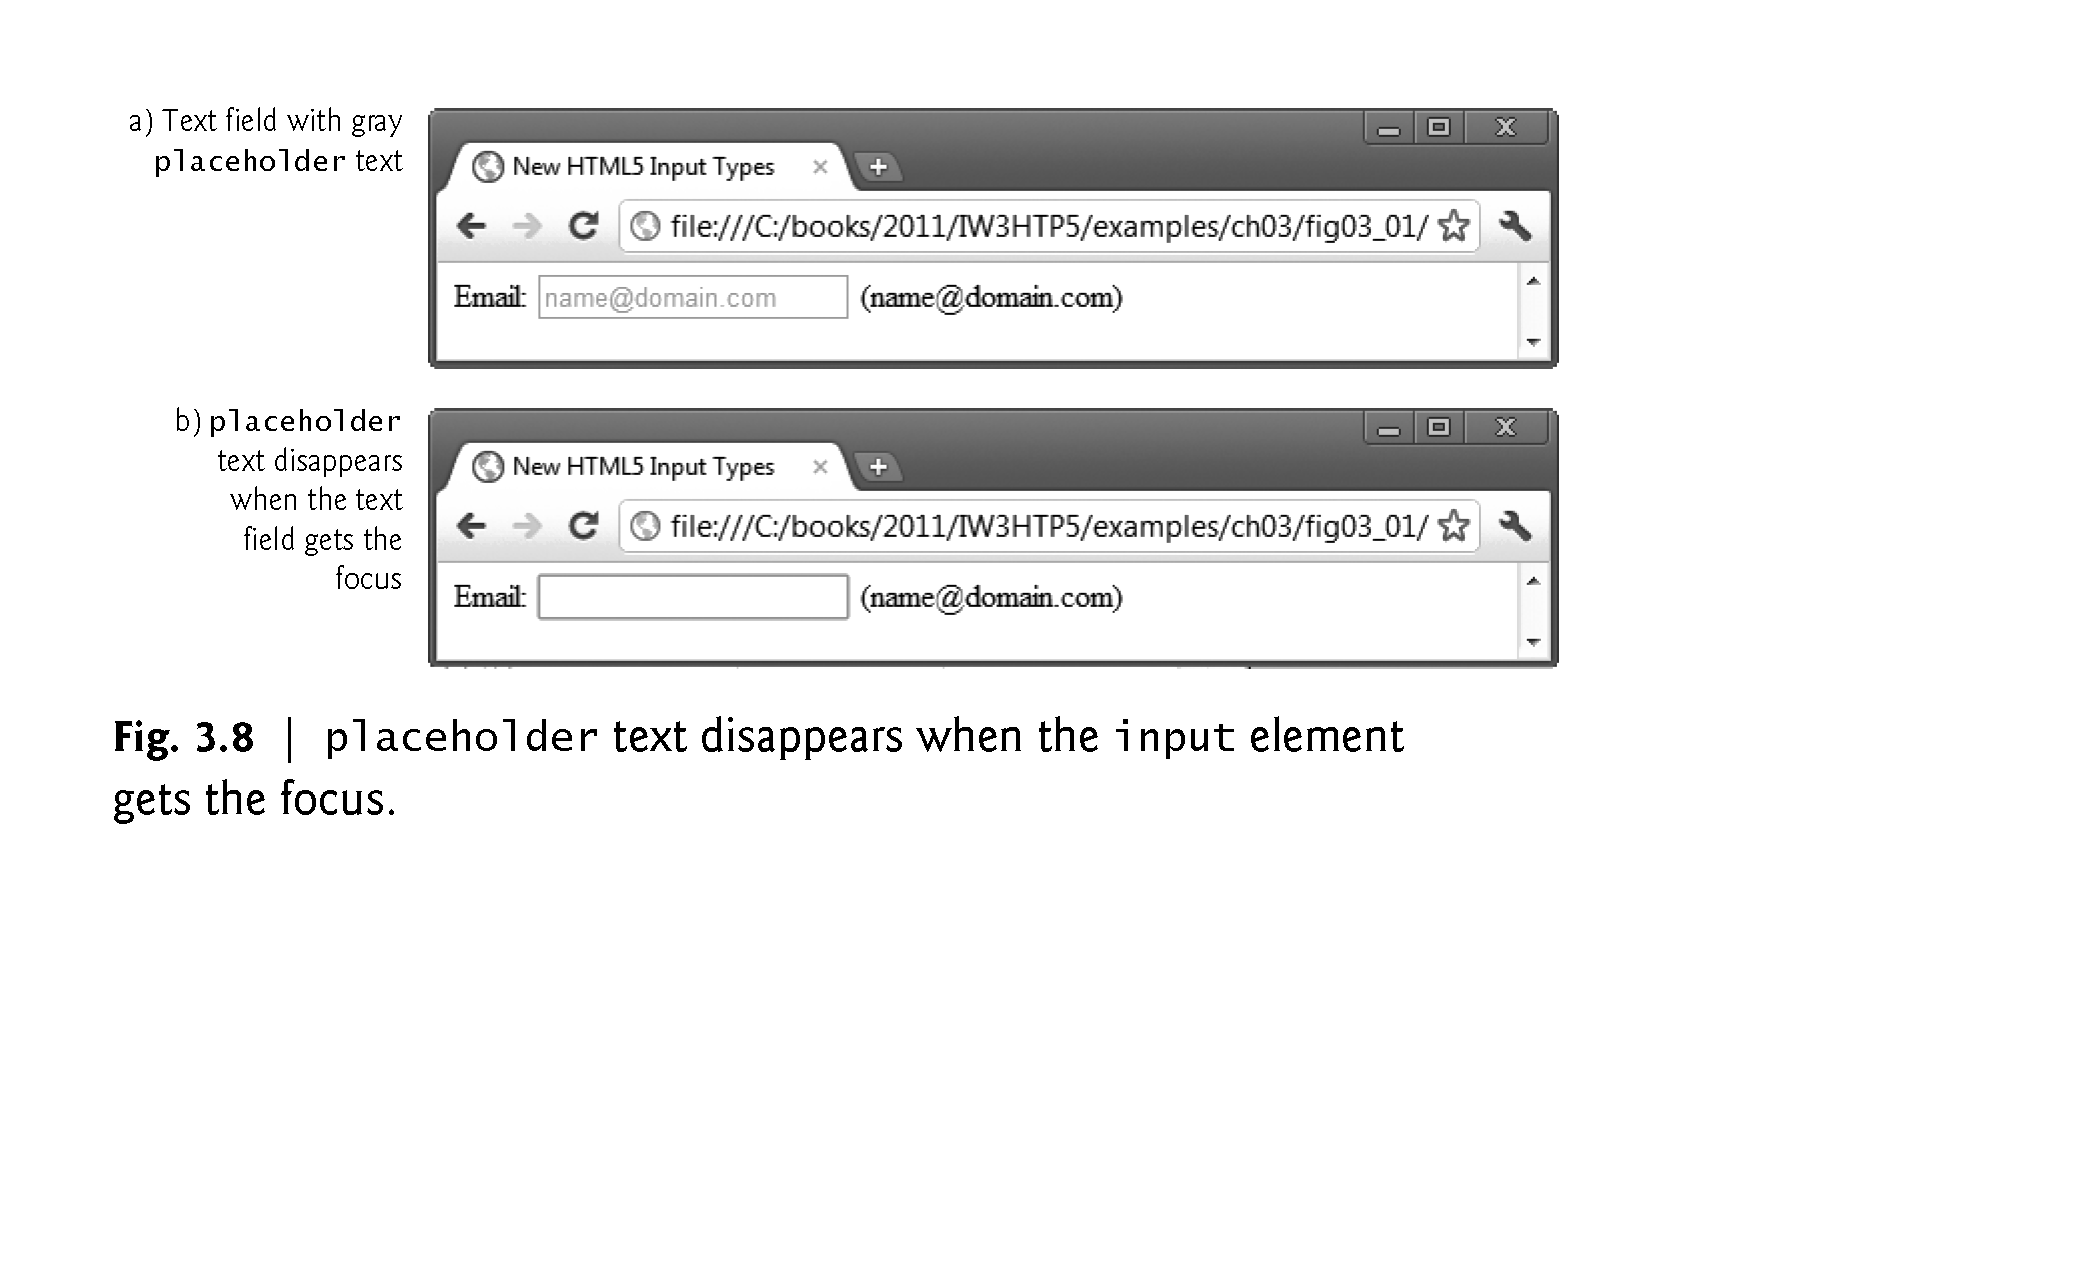 a) Text field with gray
placeholder text
New HTML5 Input Types
file:///C:/books/2011/IW3HTP5/examples/ch03/fig03_01/
Email: name@domain.com (name@domain.com)
b) placeholder
text disappears
when the text
field gets the
focus
New HTML5 Input Types
file:///C:/books/2011/IW3HTP5/examples/ch03/fig03_01/
Email: (name@domain.com)
Fig. 3.8 | placeholder text disappears when the input element
gets the focus.